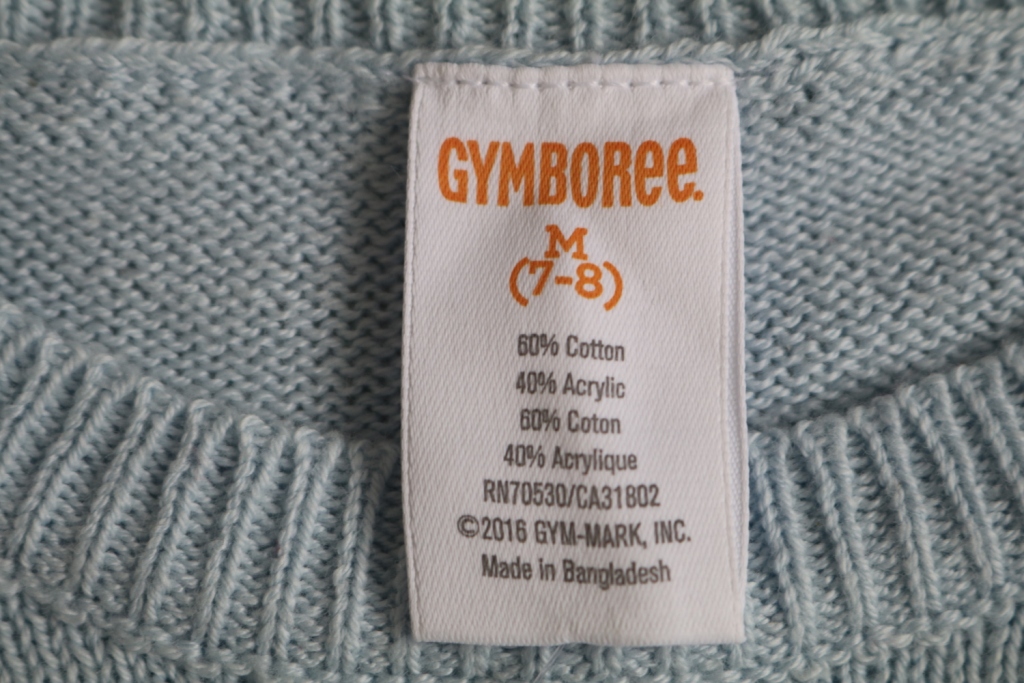 GYMBORee.
M
(7-8)
60% Cotton
40% Acrylic
60% Coton
40% Acrylique
RN70530/CA31802
©2016 GYM-MARK, INC.
Made in Bangladesh